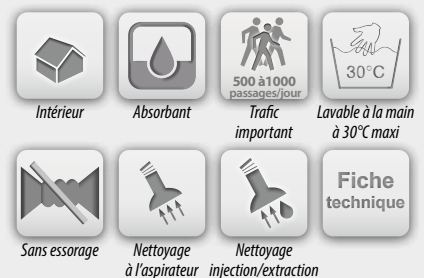 500 à1000
passages/jour
30°C
Intérieur
Absorbant
Trafic
important
Lavable à la main
à 30°C maxi
Fiche
technique
Sans essorage
Nettoyage
à l'aspirateur
Nettoyage
injection/extraction